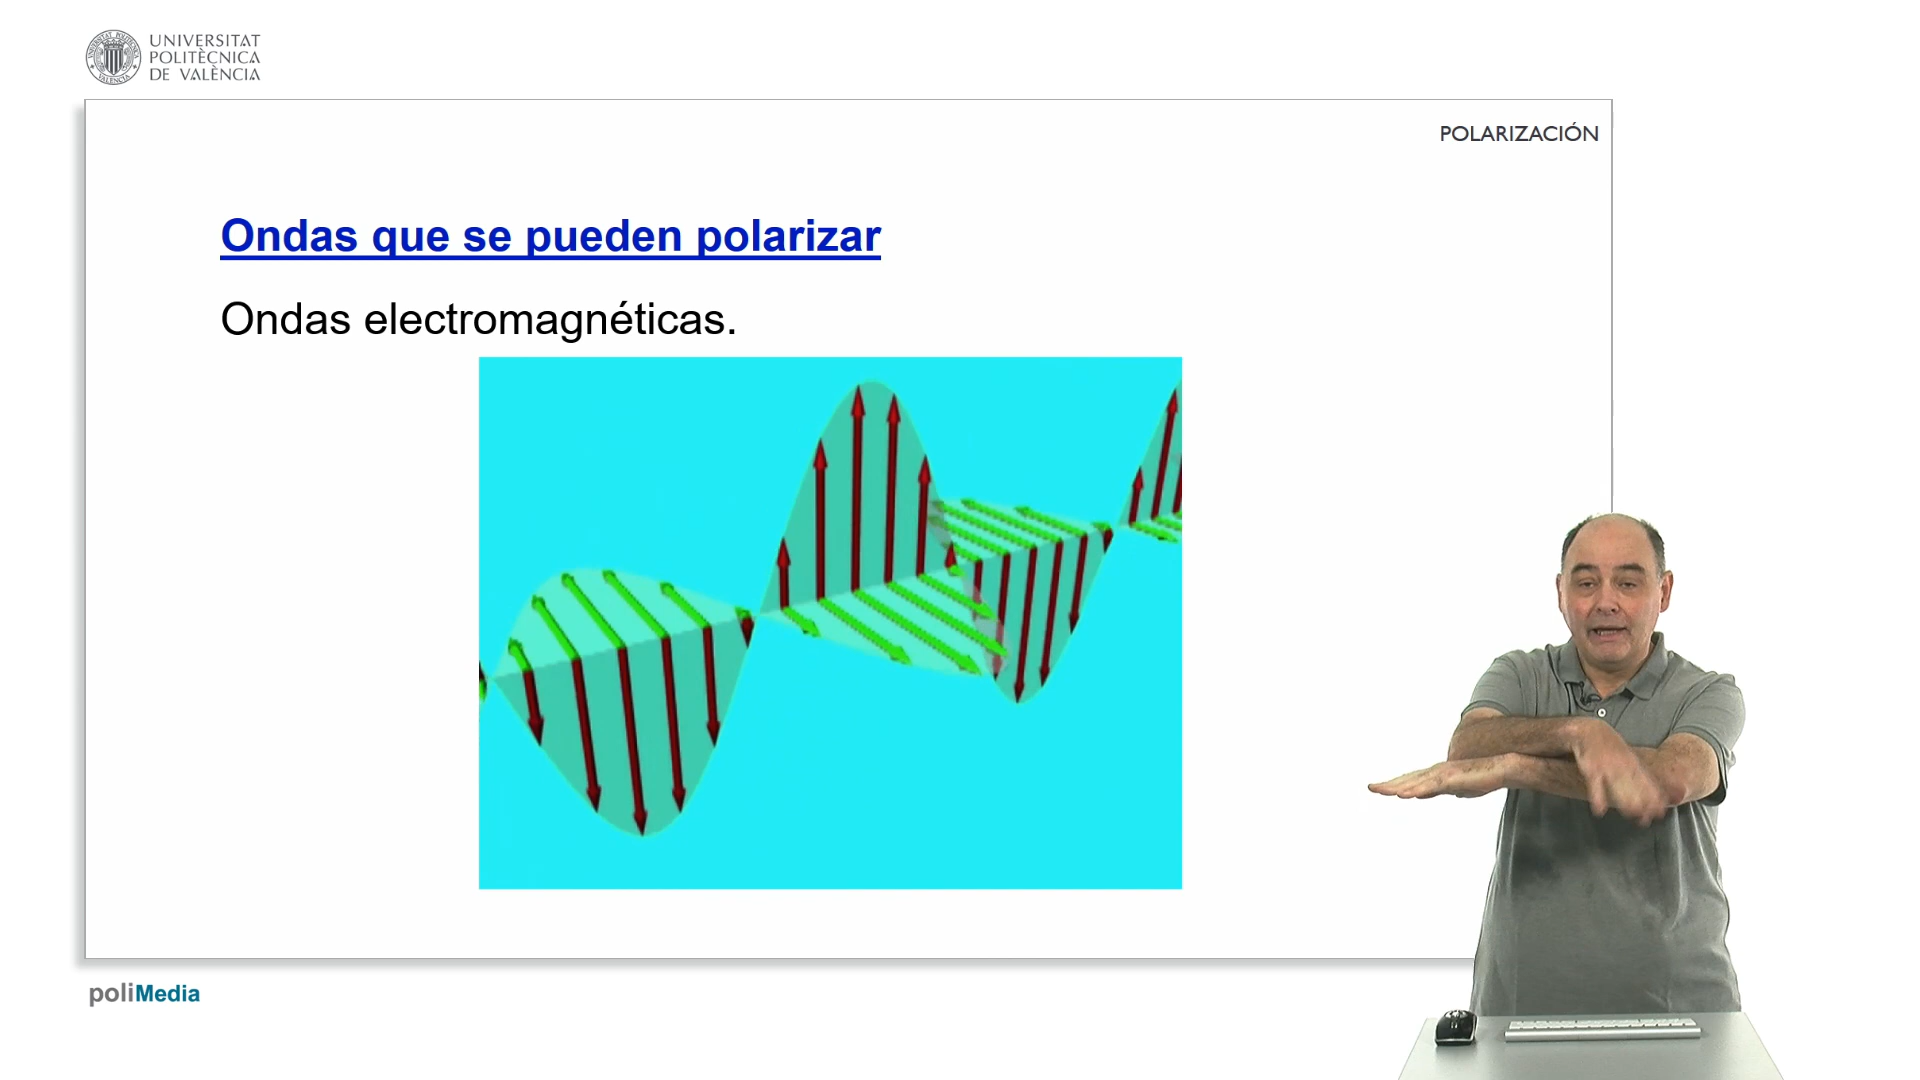 UNIVERSITAT
POLITÈCNICA
DE VALÈNCIA
POLARIZACIÓN
Ondas que se pueden polarizar
Ondas electromagnéticas.
poliMedia